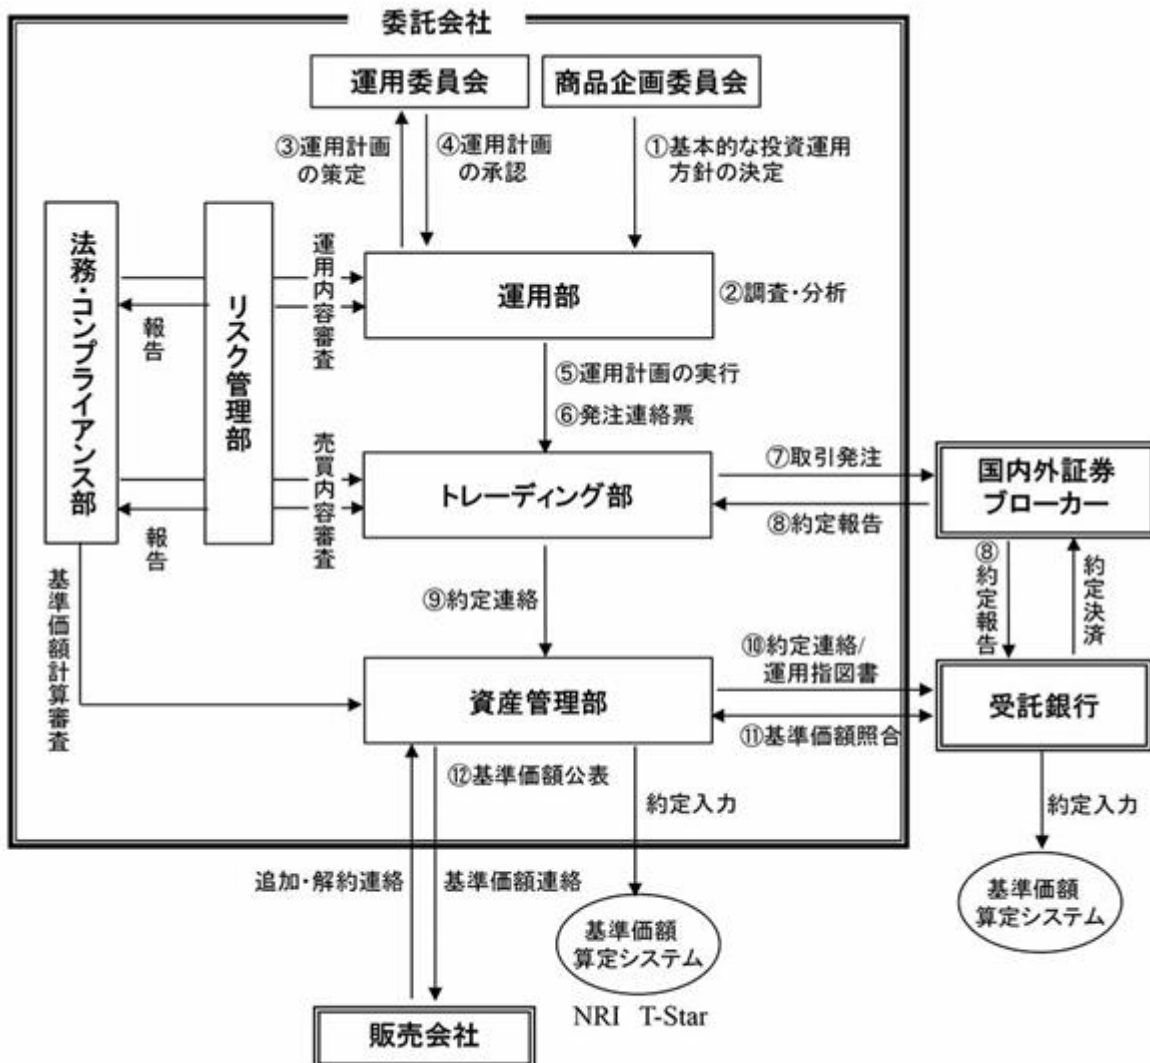 委託会社
運用委員会
商品企画委員会
③運用計画
の策定
④運用計画
の承認
①基本的な投資運用
方針の決定
法務・コンプライアンス部
リスク管理部
運用内容審査
報告
運用部
②調査・分析
⑤運用計画の実行
⑥発注連絡票
売買内容審査
報告
トレーディング部
⑦取引発注
⑧約定報告
国内外証券
ブローカー
⑧約定報告
約定決済
⑨約定連絡
基準価額計算審査
資産管理部
⑩約定連絡/
運用指図書
⑪基準価額照合
受託銀行
⑫基準価額公表
約定入力
約定入力
追加・解約連絡
基準価額連絡
基準価額
算定システム
基準価額
算定システム
NRI T-Star
販売会社